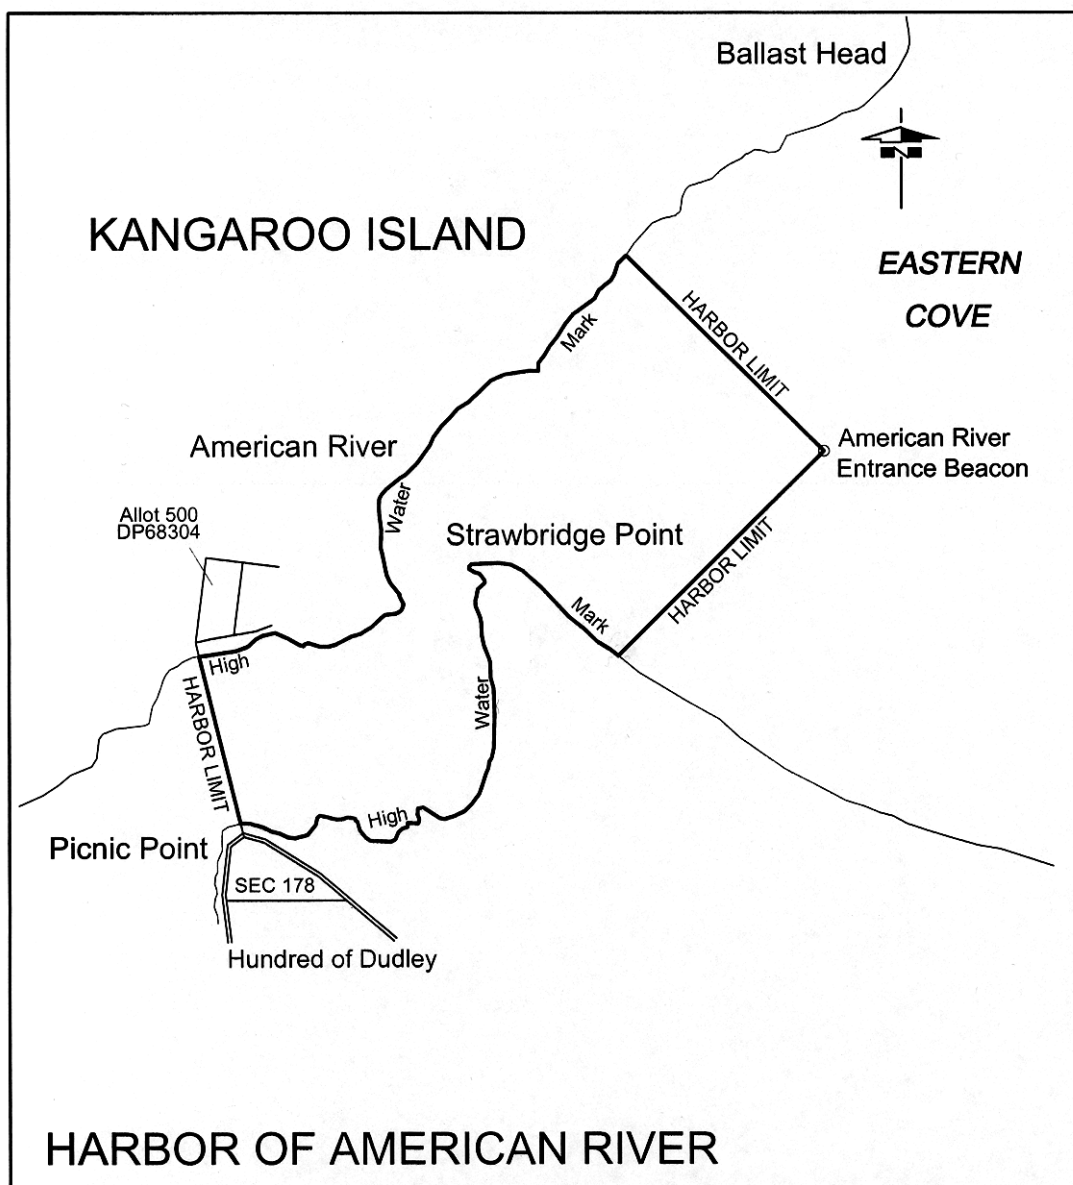 Ballast Head
N
KANGAROO ISLAND
EASTERN
COVE
HARBOR LIMIT
Mark
American River
American River
Entrance Beacon
Water
Allot 500
DP68304
Strawbridge Point
HARBOR LIMIT
Mark
High
HARBOR LIMIT
Water
High
Picnic Point
SEC 178
Hundred of Dudley
HARBOR OF AMERICAN RIVER